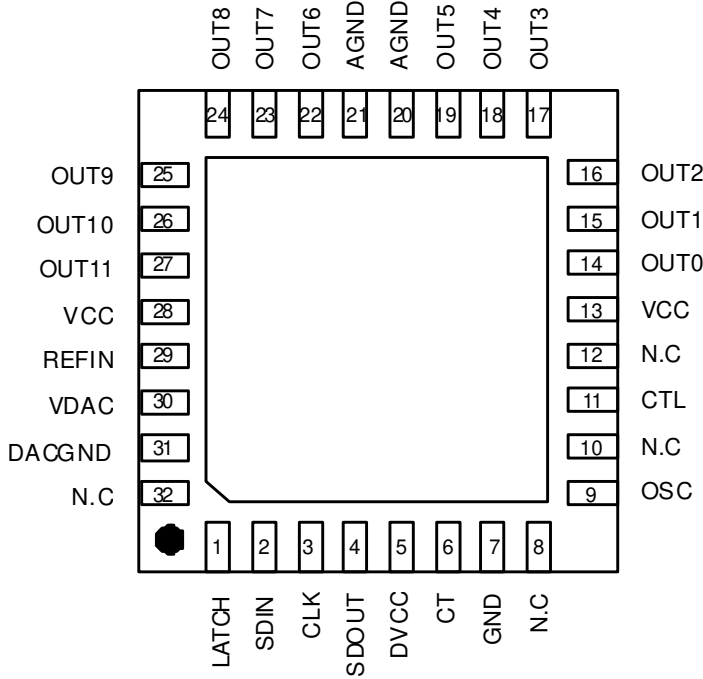 OUT8 OUT7 OUT6 AGND AGND OUT5 OUT4 OUT3
24 23 22 21 20 19 18 17
OUT9 25 16 OUT2
OUT10 26 15 OUT1
OUT11 27 14 OUT0
VCC 28 13 VCC
REFIN 29 12 N.C
VDAC 30 11 CTL
DACGND 31 10 N.C
N.C 32 9 OSC
1 2 3 4 5 6 7 8
LATCH SDIN CLK SDOUT DVCC CT GND N.C